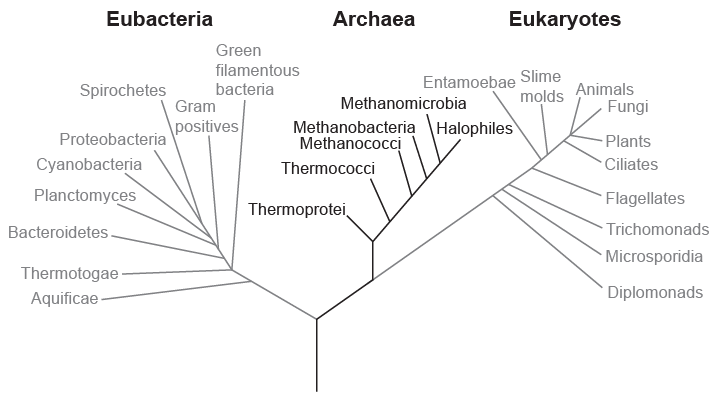 Eubacteria
Archaea
Eukaryotes
Green
filamentous
bacteria
Spirochetes
Gram
positives
Proteobacteria
Cyanobacteria
Planctomyces
Bacteroidetes
Thermotogae
Aquificae
Methanomicrobia
Methanobacteria
Halophiles
Methanococci
Thermococci
Thermoprotei
Entamoebae
Slime
molds
Animals
Fungi
Plants
Ciliates
Flagellates
Trichomonads
Microsporidia
Diplomonads